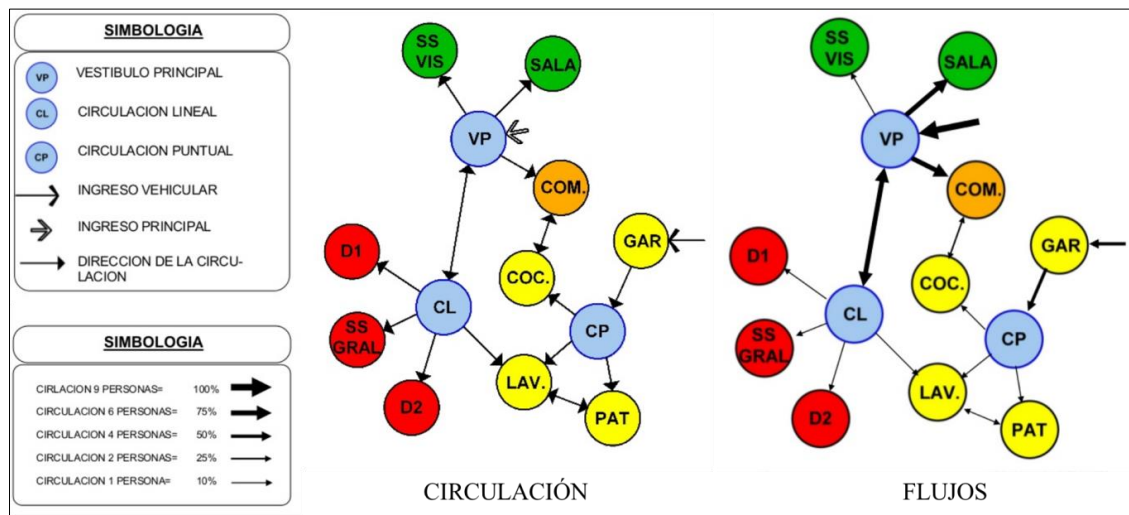 SIMBOLOGIA
VP VESTIBULO PRINCIPAL
CL CIRCULACION LINEAL
CP CIRCULACION PUNTUAL
INGRESO VEHICULAR
INGRESO PRINCIPAL
DIRECCION DE LA CIRCU-
LACION
SIMBOLOGIA
CIRLACION 9 PERSONAS= 100%
CIRCULACION 6 PERSONAS= 75%
CIRCULACION 4 PERSONAS= 50%
CIRCULACION 2 PERSONAS= 25%
CIRCULACION 1 PERSONA= 10%
SS
VIS
SALA
VP
COM.
D1
GAR
COC.
CL
SS
GRAL
CP
LAV.
D2
PAT
CIRCULACIÓN
SS
VIS
SALA
VP
COM.
D1
GAR
COC.
CL
SS
GRAL
CP
LAV.
D2
PAT
FLUJOS